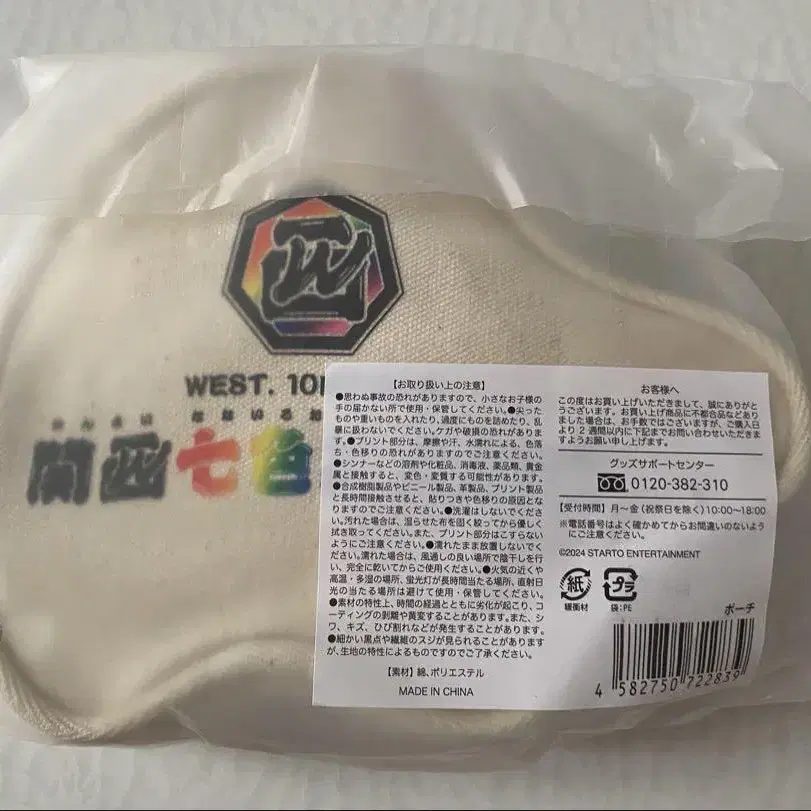 西
WEST. 10
かんさい なないろ
関西七色
【お取り扱い上の注意】
●思わぬ事故の恐れがありますので、小さなお子様の
手の届かない所で使用・保管してください。●尖った
ものや重いものを入れたり、過度にものを詰めたり、乱
暴に扱わないでください。ケガや破損の恐れがありま
す。●プリント部分は、摩擦や汗、水濡れによる、色落
ち・色移りの恐れがありますのでご注意ください。
●シンナーなどの溶剤や化粧品、消毒液、薬品類、貴金
属と接触すると、変色・変質する可能性があります。
●合成樹脂製品やビニール製品、革製品、プリント製品
と長時間接触させると、貼りつきや色移りの原因とな
りますのでご注意ください。●洗濯はしないでくださ
い。汚れた場合は、湿らせた布を固く絞ってから優しく
拭き取ってください。また、プリント部分はこすらない
ようにご注意ください。●濡れたまま放置しないでく
ださい。濡れた場合は、風通しの良い場所で陰干しを行
い、完全に乾いてからご使用ください。●火気の近くや
高温・多湿の場所、蛍光灯が長時間当たる場所、直射日
光の当たる場所は避けて使用・保管してください。
●素材の特性上、時間の経過とともに劣化が起こり、コ
ーティングの剥離や黄変することがあります。また、シ
ワ、キズ、ひび割れなどが発生することがあります。
●細かい黒点や繊維のスジが見られることがあります
が、生地の特性によるものですのでご了承ください。
【素材】綿、ポリエステル
MADE IN CHINA
お客様へ
この度はお買い上げいただきまして、誠にありがと
うございます。お買い上げ商品に不都合品などあり
ました場合は、お手数ではございますが、ご購入日
より2週間以内に下記までお問い合わせいただきま
すようお願い申し上げます。
グッズサポートセンター
0120-382-310
【受付時間】月〜金(祝祭日を除く)10:00〜18:00
※電話番号はよく確かめてからお間違いのないよう
にご注意ください。
©2024 STARTO ENTERTAINMENT
紙
緩衝材
プラ
袋:PE
ポーチ
4 582750 722839